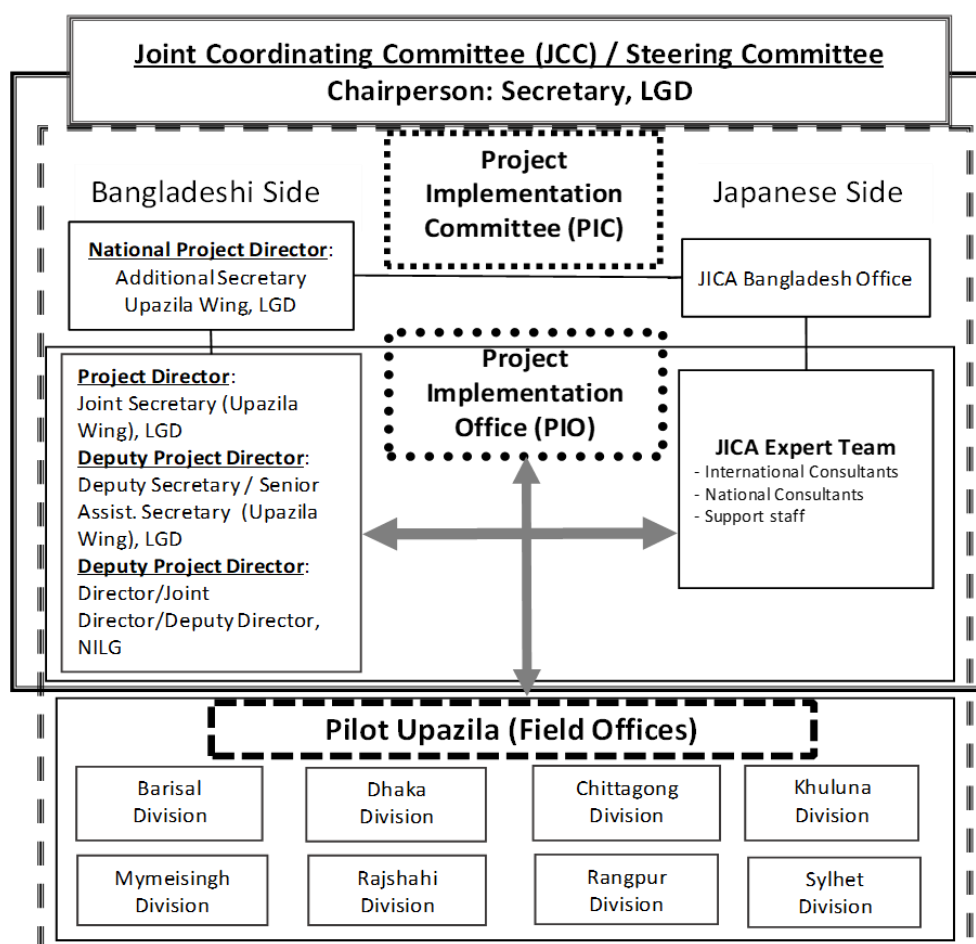 Joint Coordinating Committee (JCC) / Steering Committee
Chairperson: Secretary, LGD
Project
Implementation
Committee (PIC)
Bangladeshi Side
Japanese Side
National Project Director:
Additional Secretary
Upazila Wing, LGD
JICA Bangladesh Office
Project
Implementation
Office (PIO)
Project Director:
Joint Secretary (Upazila
Wing), LGD
Deputy Project Director:
Deputy Secretary / Senior
Assist. Secretary (Upazila
Wing), LGD
Deputy Project Director:
Director/Joint
Director/Deputy Director,
NILG
JICA Expert Team
- International Consultants
- National Consultants
- Support staff
Pilot Upazila (Field Offices)
Barisal
Division
Dhaka
Division
Chittagong
Division
Khuluna
Division
Mymeisingh
Division
Rajshahi
Division
Rangpur
Division
Sylhet
Division